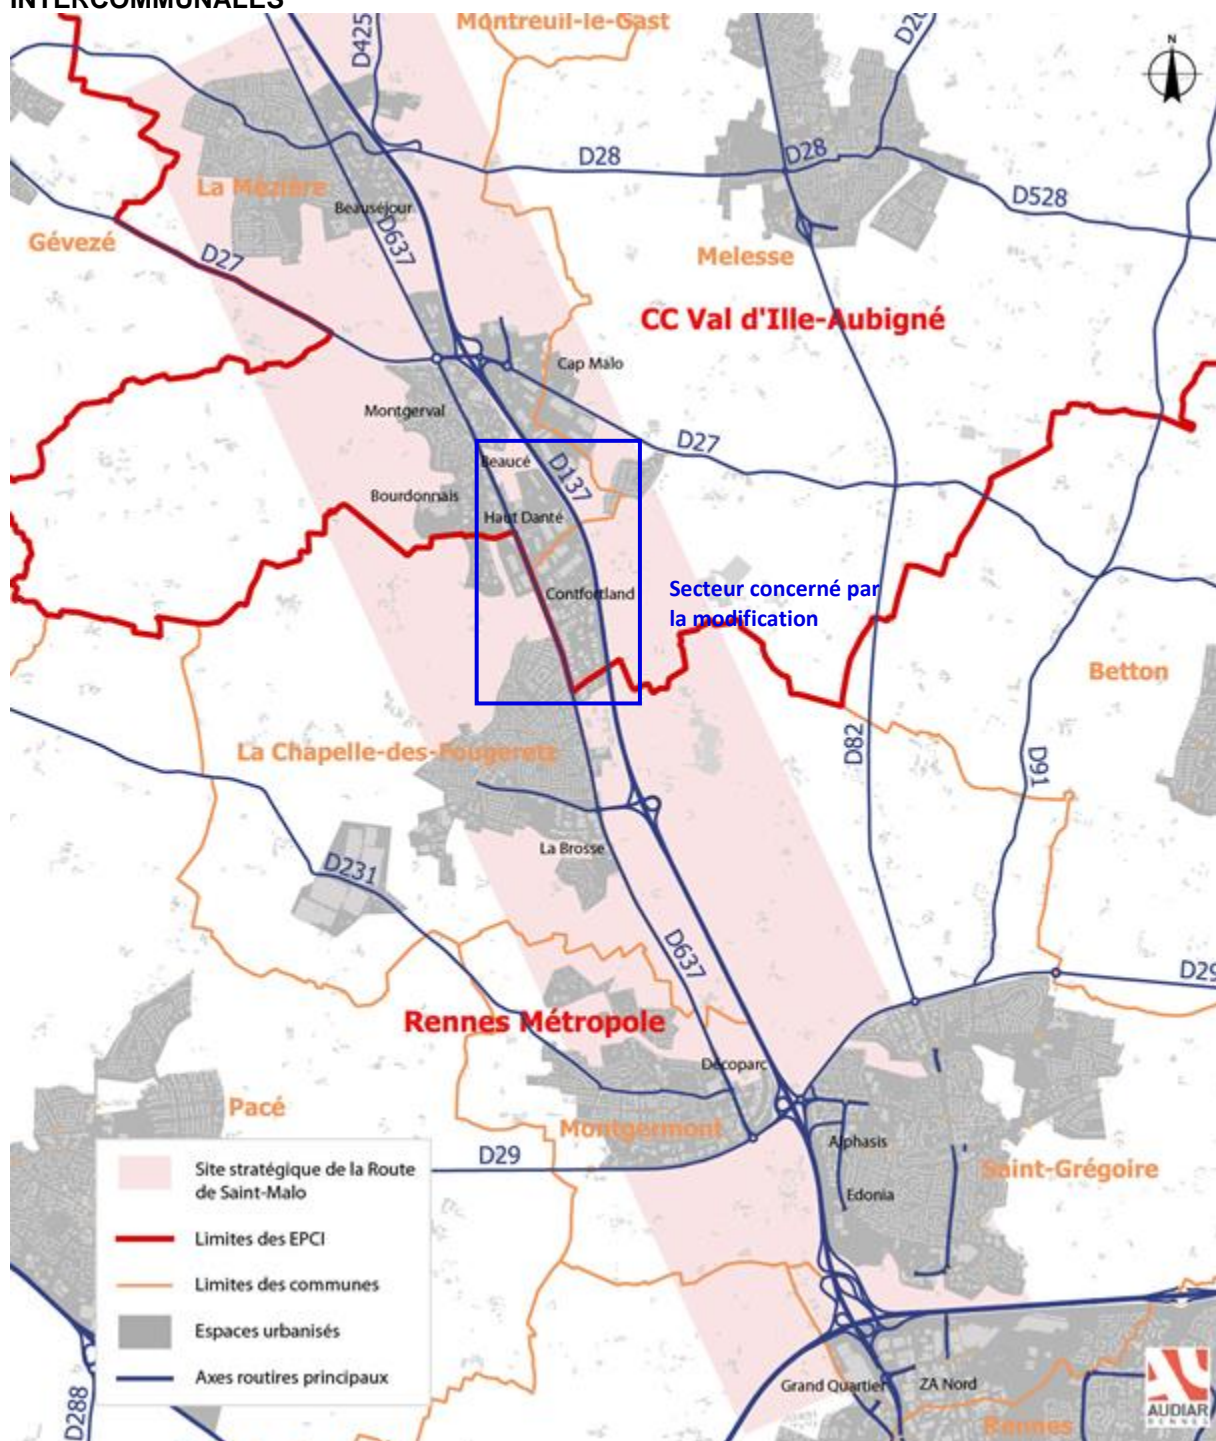 INTERCOMMUNALES
Montreuil-le-Gast
D425
D20
N
D28
D28
La Mézière
D528
Beauséjour
D637
Gévezé
D27
Melesse
CC Val d'Ille-Aubigné
Cap Malo
Montgerval
D27
Beaucé
D137
Bourdonnais
Haut Danté
Secteur concerné par
la modification
Contfortland
Betton
D82
D91
La Chapelle-des-Fougeretz
La Brosse
D231
D637
D29
Rennes Métropole
Décoparc
Pacé
Montgermont
Alphasis
D29
Saint-Grégoire
Edonia
Site stratégique de la Route
de Saint-Malo
Limites des EPCI
Limites des communes
Espaces urbanisés
Axes routires principaux
D288
Grand Quartier
ZA Nord
Rennes
AUDIAR
RENNES